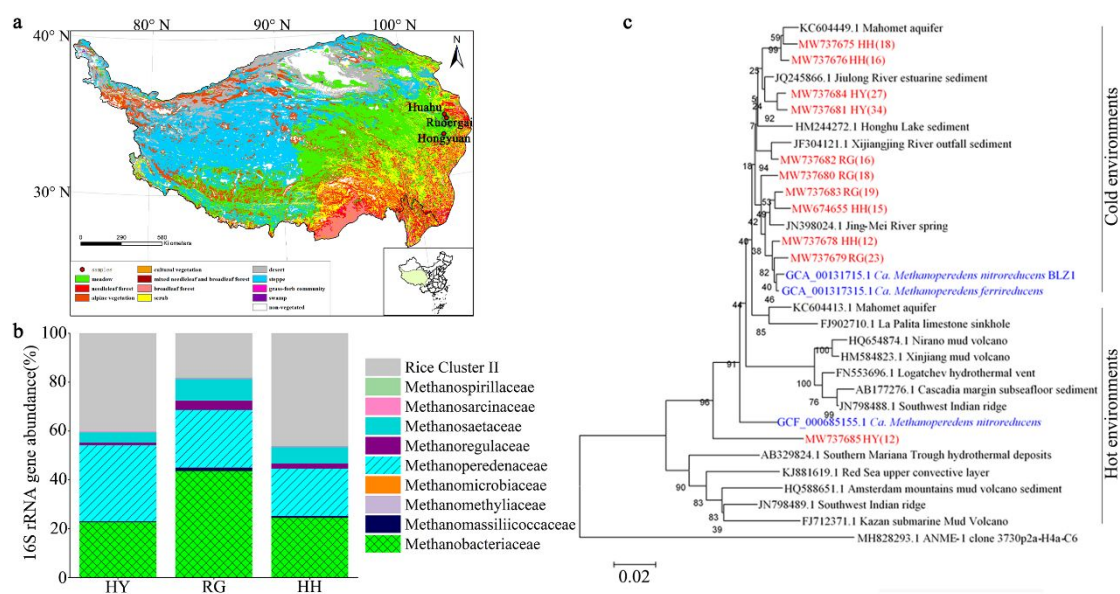 a
80° N
90° N
100° N
40° N
N
Huahu
Ruoergai
Hongyuan
30° N
0
290
580
Kilometers
sample
cultural vegetation
desert
meadow
mixed needleleaf and broadleaf forest
steppe
needleleaf forest
broadleaf forest
grass-forb community
alpine vegetation
scrub
swamp
non-vegetated
b
16S rRNA gene abundance(%)
100
80
60
40
20
0
HY
RG
HH
Rice Cluster II
Methanospirillaceae
Methanosarcinaceae
Methanosaetaceae
Methanoregulaceae
Methanoperedenaceae
Methanomicrobiaceae
Methanomethyliaceae
Methanomassiliicoccaceae
Methanobacteriaceae
c
KC604449.1 Mahomet aquifer
59
MW737675 HH(18)
99
MW737676 HH(16)
JQ245866.1 Jiulong River estuarine sediment
MW737684 HY(27)
MW737681 HY(34)
92
7
HM244272.1 Honghu Lake sediment
JF304121.1 Xijiangjing River outfall sediment
MW737682 RG(16)
94
18
MW737680 RG(18)
MW737683 RG(19)
53
MW674655 HH(15)
49
42
JN398024.1 Jing-Mei River spring
MW737678 HH(12)
38
MW737679 RG(23)
82
GCA_00131715.1 Ca. Methanoperedens nitroreducens BLZ1
40
GCA_001317315.1 Ca. Methanoperedens ferrireducens
46
44
KC604413.1 Mahomet aquifer
85
FJ902710.1 La Palita limestone sinkhole
HQ654874.1 Nirano mud volcano
100
HM584823.1 Xinjiang mud volcano
91
FN553696.1 Logatchev hydrothermal vent
100
AB177276.1 Cascadia margin subseafloor sediment
76
JN798488.1 Southwest Indian ridge
99
96
GCF_000685155.1 Ca. Methanoperedens nitroreducens
MW737685 HY(12)
AB329824.1 Southern Mariana Trough hydrothermal deposits
KJ881619.1 Red Sea upper convective layer
90
HQ588651.1 Amsterdam mountains mud volcano sediment
83
JN798489.1 Southwest Indian ridge
83
FJ712371.1 Kazan submarine Mud Volcano
39
MH828293.1 ANME-1 clone 3730p2a-H4a-C6
0.02
Cold environments
Hot environments